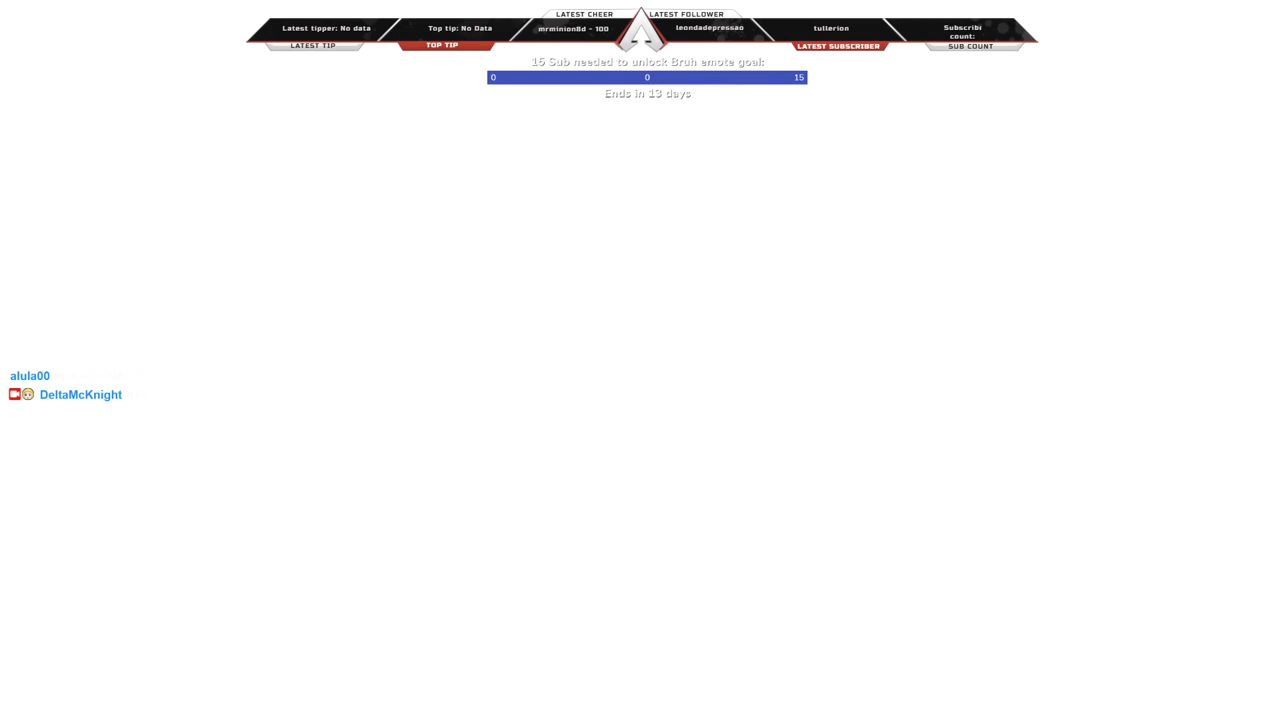 LATEST CHEER
LATEST FOLLOWER
Latest tipper: No data
Top tip: No Data
mrminion8d - 100
leondadepressao
tullerion
Subscribi
count:
LATEST TIP
TOP TIP
LATEST SUBSCRIBER
SUB COUNT
15 Sub needed to unlock Bruh emote goal:
0
0
15
Ends in 13 days
alula00
DeltaMcKnight